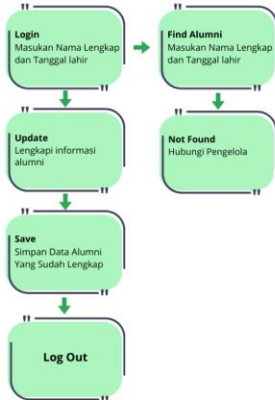 Login
Masukan Nama Lengkap
dan Tanggal lahir
Find Alumni
Masukan Nama Lengkap
dan Tanggal lahir
Update
Lengkapi informasi
alumni
Not Found
Hubungi Pengelola
Save
Simpan Data Alumni
Yang Sudah Lengkap
Log Out